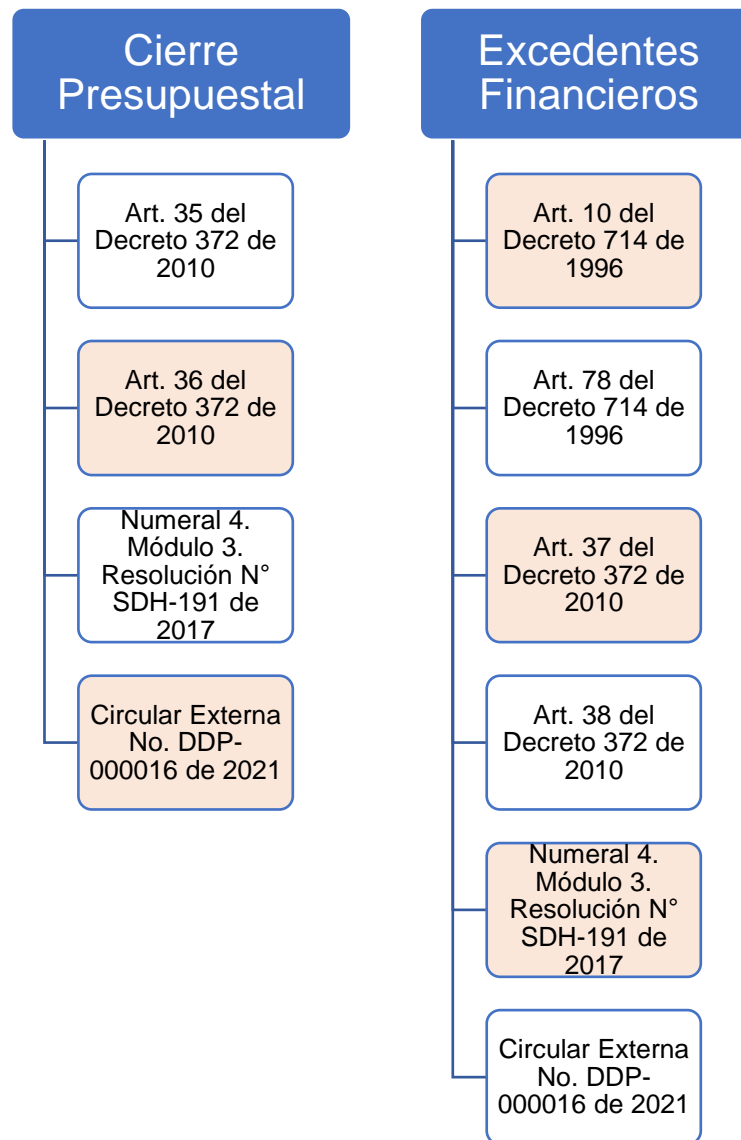 Cierre
Presupuestal
Art. 35 del
Decreto 372 de
2010
Art. 36 del
Decreto 372 de
2010
Numeral 4.
Módulo 3.
Resolución N°
SDH-191 de
2017
Circular Externa
No. DDP-
000016 de 2021
Excedentes
Financieros
Art. 10 del
Decreto 714 de
1996
Art. 78 del
Decreto 714 de
1996
Art. 37 del
Decreto 372 de
2010
Art. 38 del
Decreto 372 de
2010
Numeral 4.
Módulo 3.
Resolución N°
SDH-191 de
2017
Circular Externa
No. DDP-
000016 de 2021